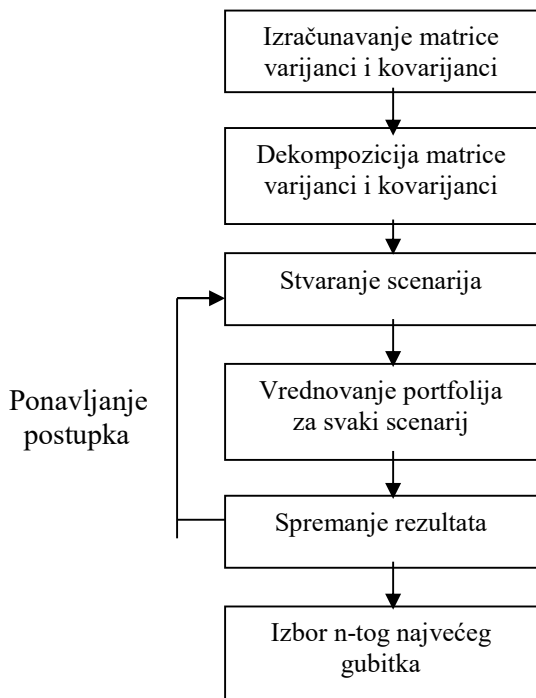 Izračunavanje matrice
varijanci i kovarijanci
Dekompozicija matrice
varijanci i kovarijanci
Stvaranje scenarija
Ponavljanje
postupka
Vrednovanje portfolija
za svaki scenarij
Spremanje rezultata
Izbor n-tog najvećeg
gubitka